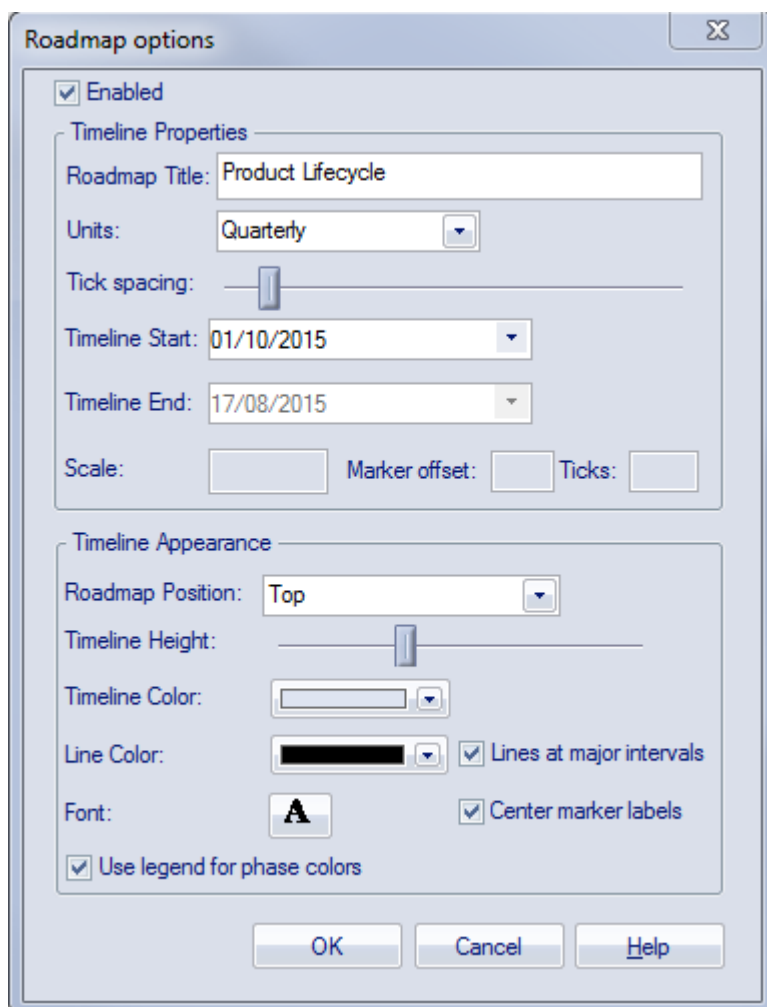 Roadmap options
Enabled
Timeline Properties
Roadmap Title: Product Lifecycle
Units: Quarterly
Tick spacing:
Timeline Start: 01/10/2015
Timeline End: 17/08/2015
Scale: Marker offset: Ticks:
Timeline Appearance
Roadmap Position: Top
Timeline Height:
Timeline Color:
Line Color: Lines at major intervals
Font: A Center marker labels
Use legend for phase colors
OK Cancel Help